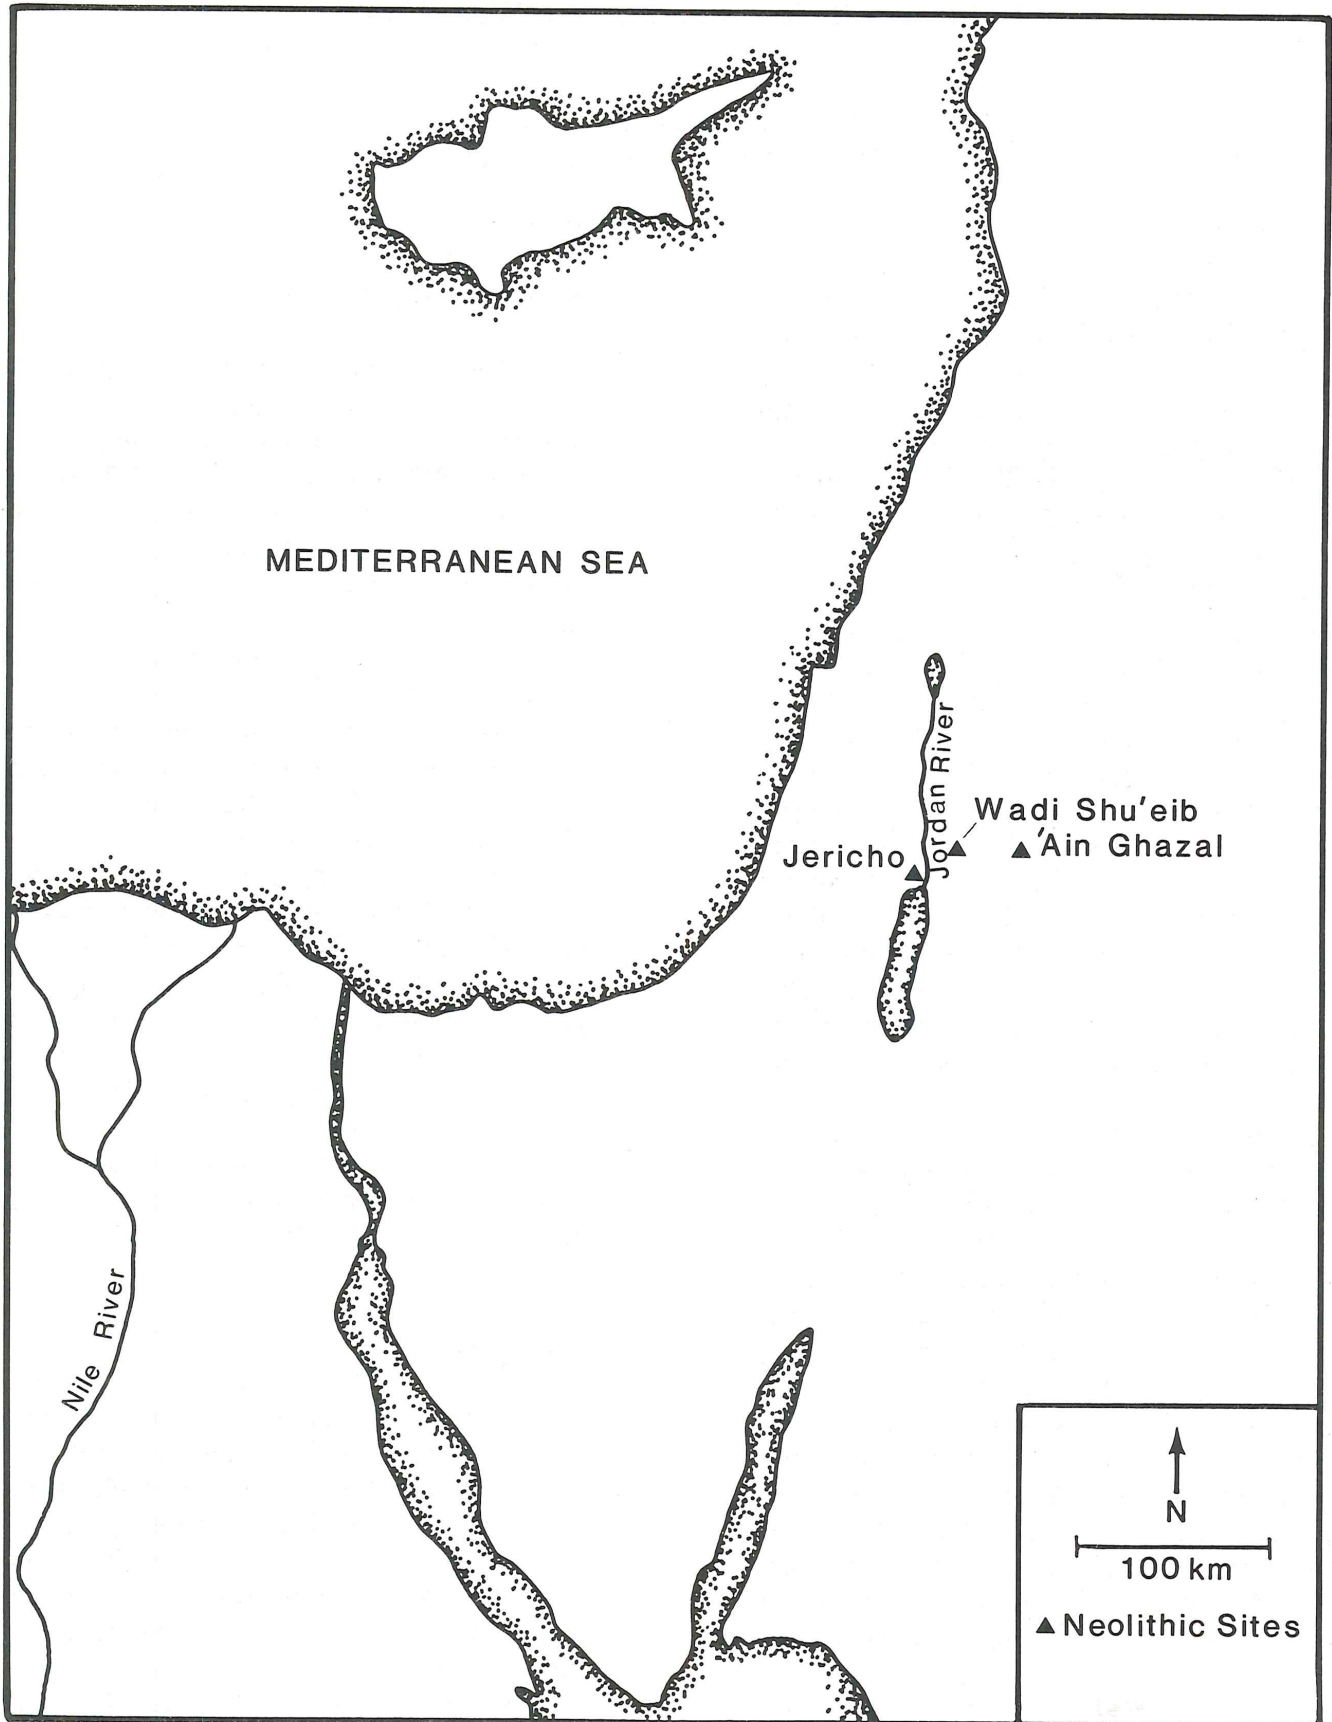 MEDITERRANEAN SEA
Jordan River
Wadi Shu'eib
'Ain Ghazal
Jericho
Nile River
N
100 km
▲ Neolithic Sites